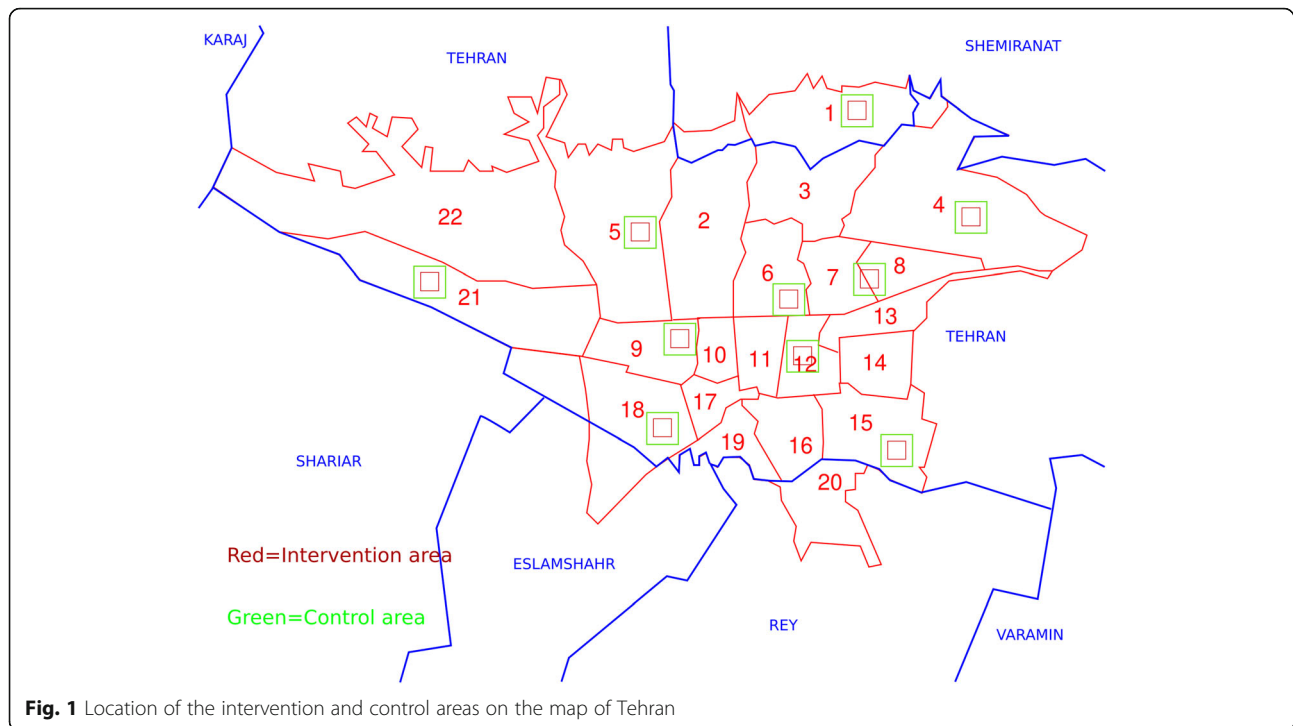 KARAJ
TEHRAN
SHEMIRANAT
1
3
4
22
5
2
6
7
8
21
13
TEHRAN
9
10
11
12
14
17
18
15
19
16
SHARIAR
20
Red=Intervention area
ESLAMSHAHR
Green=Control area
REY
VARAMIN
Fig. 1 Location of the intervention and control areas on the map of Tehran